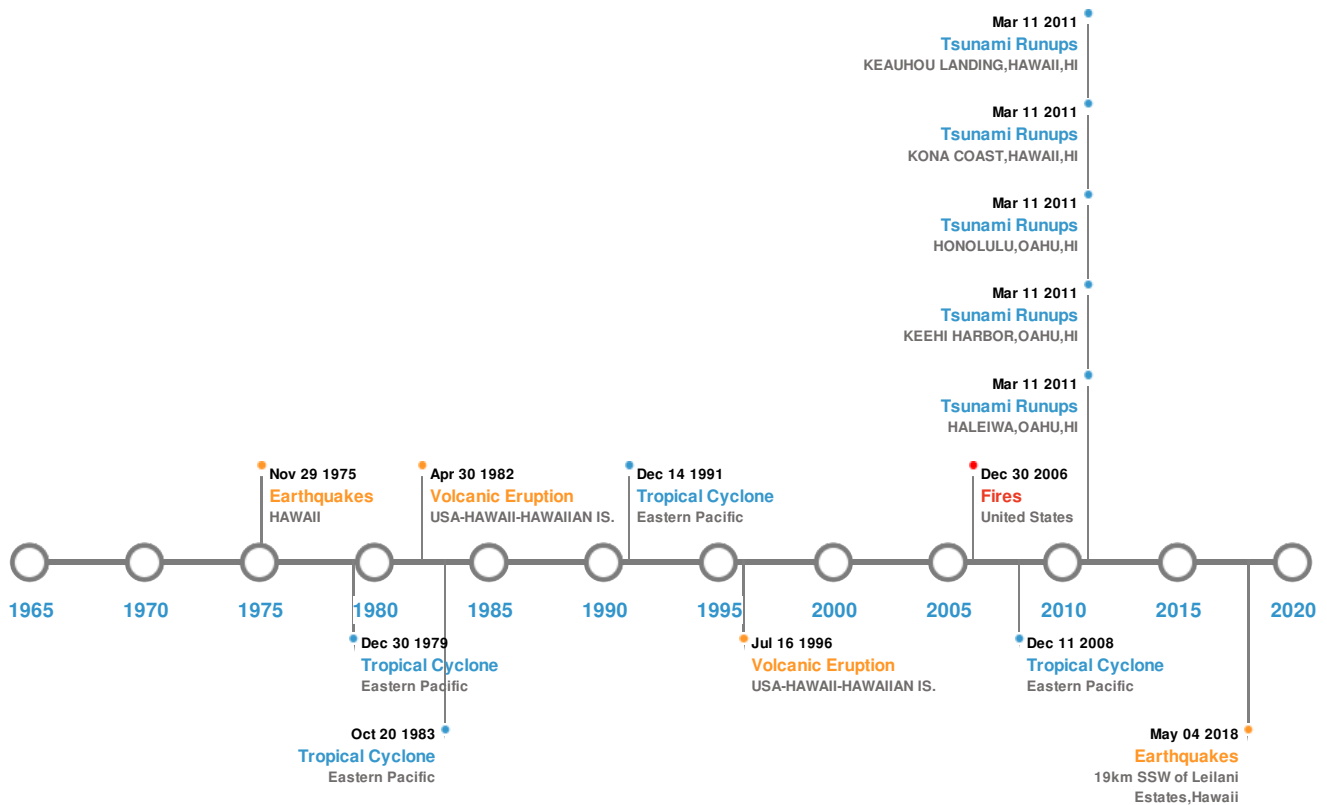 Mar 11 2011
Tsunami Runups
KEAUHOU LANDING,HAWAII,HI
Mar 11 2011
Tsunami Runups
KONA COAST,HAWAII,HI
Mar 11 2011
Tsunami Runups
HONOLULU,OAHU,HI
Mar 11 2011
Tsunami Runups
KEEHI HARBOR,OAHU,HI
Mar 11 2011
Tsunami Runups
HALEIWA,OAHU,HI
Nov 29 1975
Earthquakes
HAWAII
Apr 30 1982
Volcanic Eruption
USA-HAWAII-HAWAIIAN IS.
Dec 14 1991
Tropical Cyclone
Eastern Pacific
Dec 30 2006
Fires
United States
1965 1970 1975 1980 1985 1990 1995 2000 2005 2010 2015 2020
Dec 30 1979
Tropical Cyclone
Eastern Pacific
Jul 16 1996
Volcanic Eruption
USA-HAWAII-HAWAIIAN IS.
Dec 11 2008
Tropical Cyclone
Eastern Pacific
Oct 20 1983
Tropical Cyclone
Eastern Pacific
May 04 2018
Earthquakes
19km SSW of Leilani
Estates,Hawaii